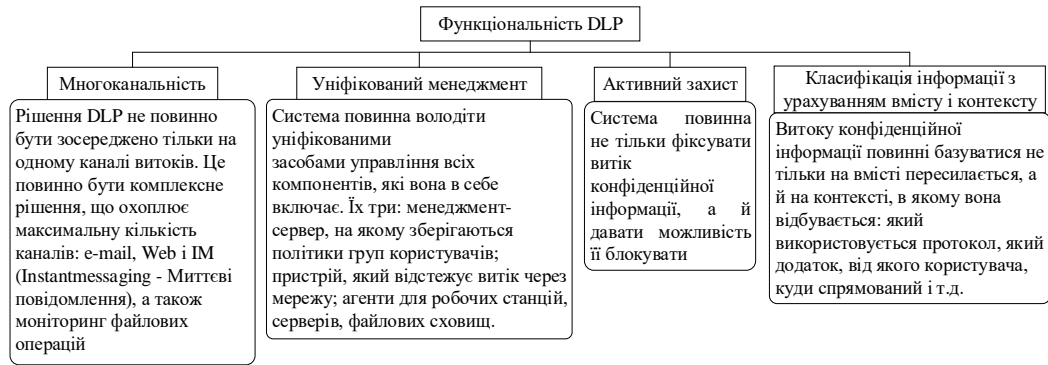 Функціональність DLP
Многоканальність
Рішення DLP не повинно
бути зосереджено тільки на
одному каналі витоків. Це
повинно бути комплексне
рішення, що охоплює
максимальну кількість
каналів: e-mail, Web і IM
(Instantmessaging - Миттєві
повідомлення), а також
моніторинг файлових
операцій
Уніфікований менеджмент
Система повинна володіти
уніфікованими
засобами управління всіх
компонентів, які вона в себе
включає. Їх три: менеджмент-
сервер, на якому зберігаються
політики груп користувачів;
пристрій, який відстежує витік через
мережу; агенти для робочих станцій,
серверів, файлових сховищ.
Активний захист
Система повинна
не тільки фіксувати
витік
конфіденційної
інформації, а й
давати можливість
її блокувати
Класифікація інформації з
урахуванням вмісту і контексту
Витоку конфіденційної
інформації повинні базуватися не
тільки на вмісті пересилається, а
й на контексті, в якому вона
відбувається: який
використовується протокол, який
додаток, від якого користувача,
куди спрямований і т.д.